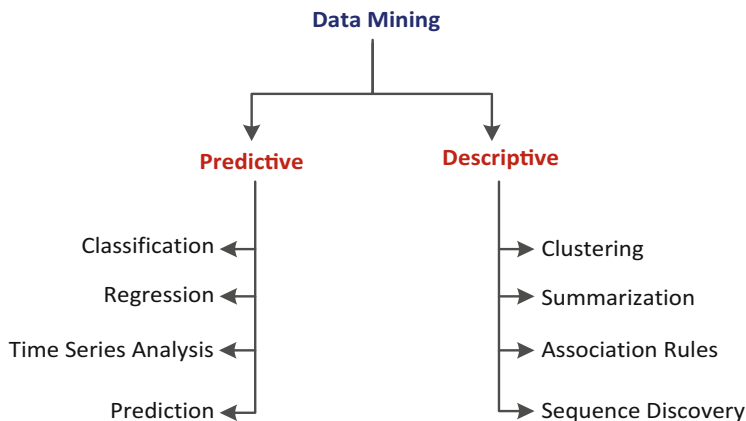 Data Mining
Predictive
Descriptive
Classification
Regression
Time Series Analysis
Prediction
Clustering
Summarization
Association Rules
Sequence Discovery